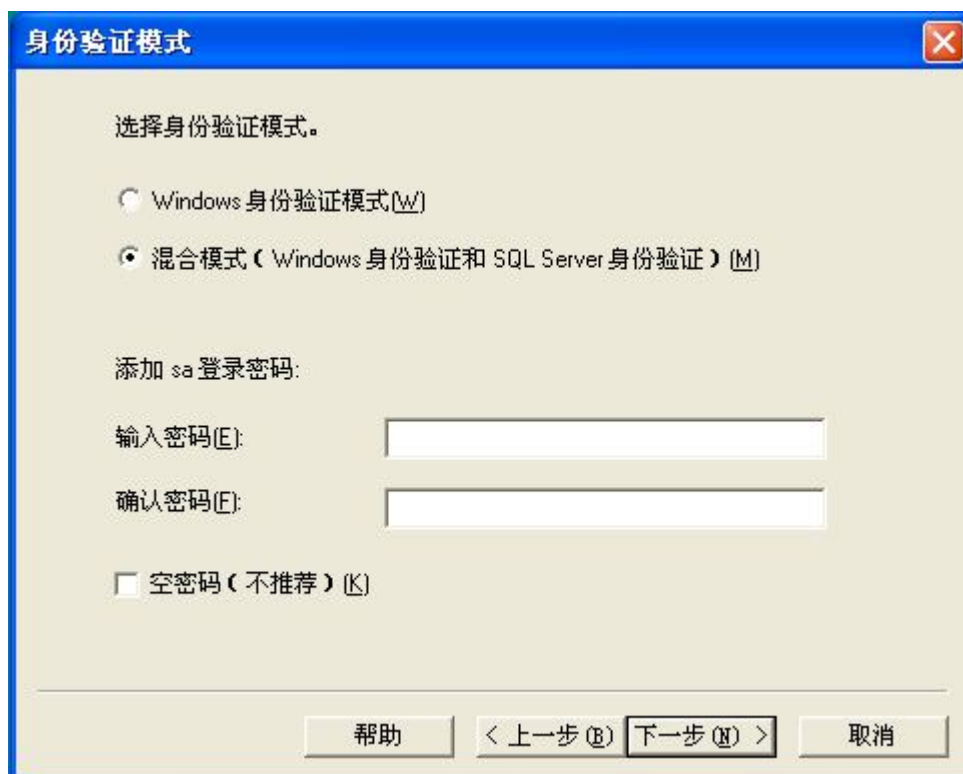 身份验证模式
选择身份验证模式。
Windows 身份验证模式(W)
混合模式（Windows 身份验证和 SQL Server 身份验证）(M)
添加 sa 登录密码:
输入密码(E):
确认密码(F):
空密码（不推荐）(K)
帮助 < 上一步(B) 下一步(N) > 取消